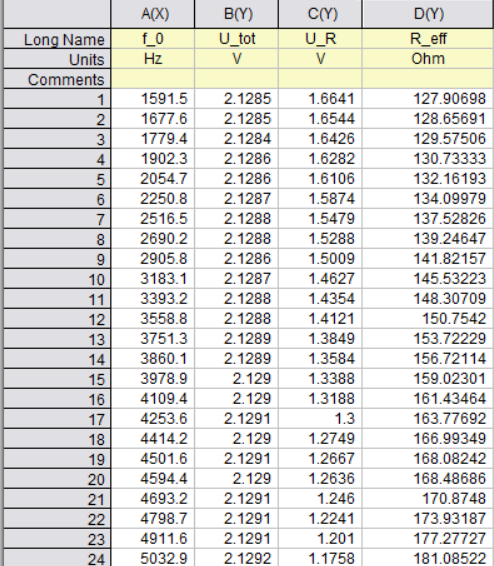 A(X) B(Y) C(Y) D(Y)
Long Name f_0 U_tot U_R R_eff
Units Hz V V Ohm
Comments
1 1591.5 2.1285 1.6641 127.90698
2 1677.6 2.1285 1.6544 128.65691
3 1779.4 2.1284 1.6426 129.57506
4 1902.3 2.1286 1.6282 130.73333
5 2054.7 2.1286 1.6106 132.16193
6 2250.8 2.1287 1.5874 134.09979
7 2516.5 2.1288 1.5479 137.52826
8 2690.2 2.1288 1.5288 139.24647
9 2905.8 2.1286 1.5009 141.82157
10 3183.1 2.1287 1.4627 145.53223
11 3393.2 2.1288 1.4354 148.30709
12 3558.8 2.1288 1.4121 150.7542
13 3751.3 2.1289 1.3849 153.72229
14 3860.1 2.1289 1.3584 156.72114
15 3978.9 2.129 1.3388 159.02301
16 4109.4 2.129 1.3188 161.43464
17 4253.6 2.1291 1.3 163.77692
18 4414.2 2.129 1.2749 166.99349
19 4501.6 2.1291 1.2667 168.08242
20 4594.4 2.129 1.2636 168.48686
21 4693.2 2.1291 1.246 170.8748
22 4798.7 2.1291 1.2241 173.93187
23 4911.6 2.1291 1.201 177.27727
24 5032.9 2.1292 1.1758 181.08522